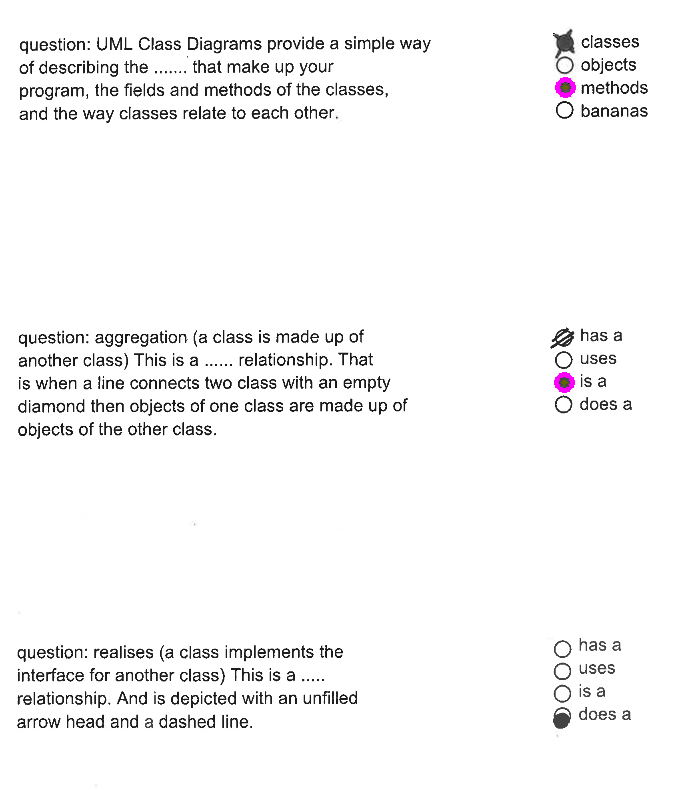 question: UML Class Diagrams provide a simple way
of describing the ....... that make up your
program, the fields and methods of the classes,
and the way classes relate to each other.
classes
objects
methods
bananas
question: aggregation (a class is made up of
another class) This is a ...... relationship. That
is when a line connects two class with an empty
diamond then objects of one class are made up of
objects of the other class.
has a
uses
is a
does a
question: realises (a class implements the
interface for another class) This is a .....
relationship. And is depicted with an unfilled
arrow head and a dashed line.
has a
uses
is a
does a